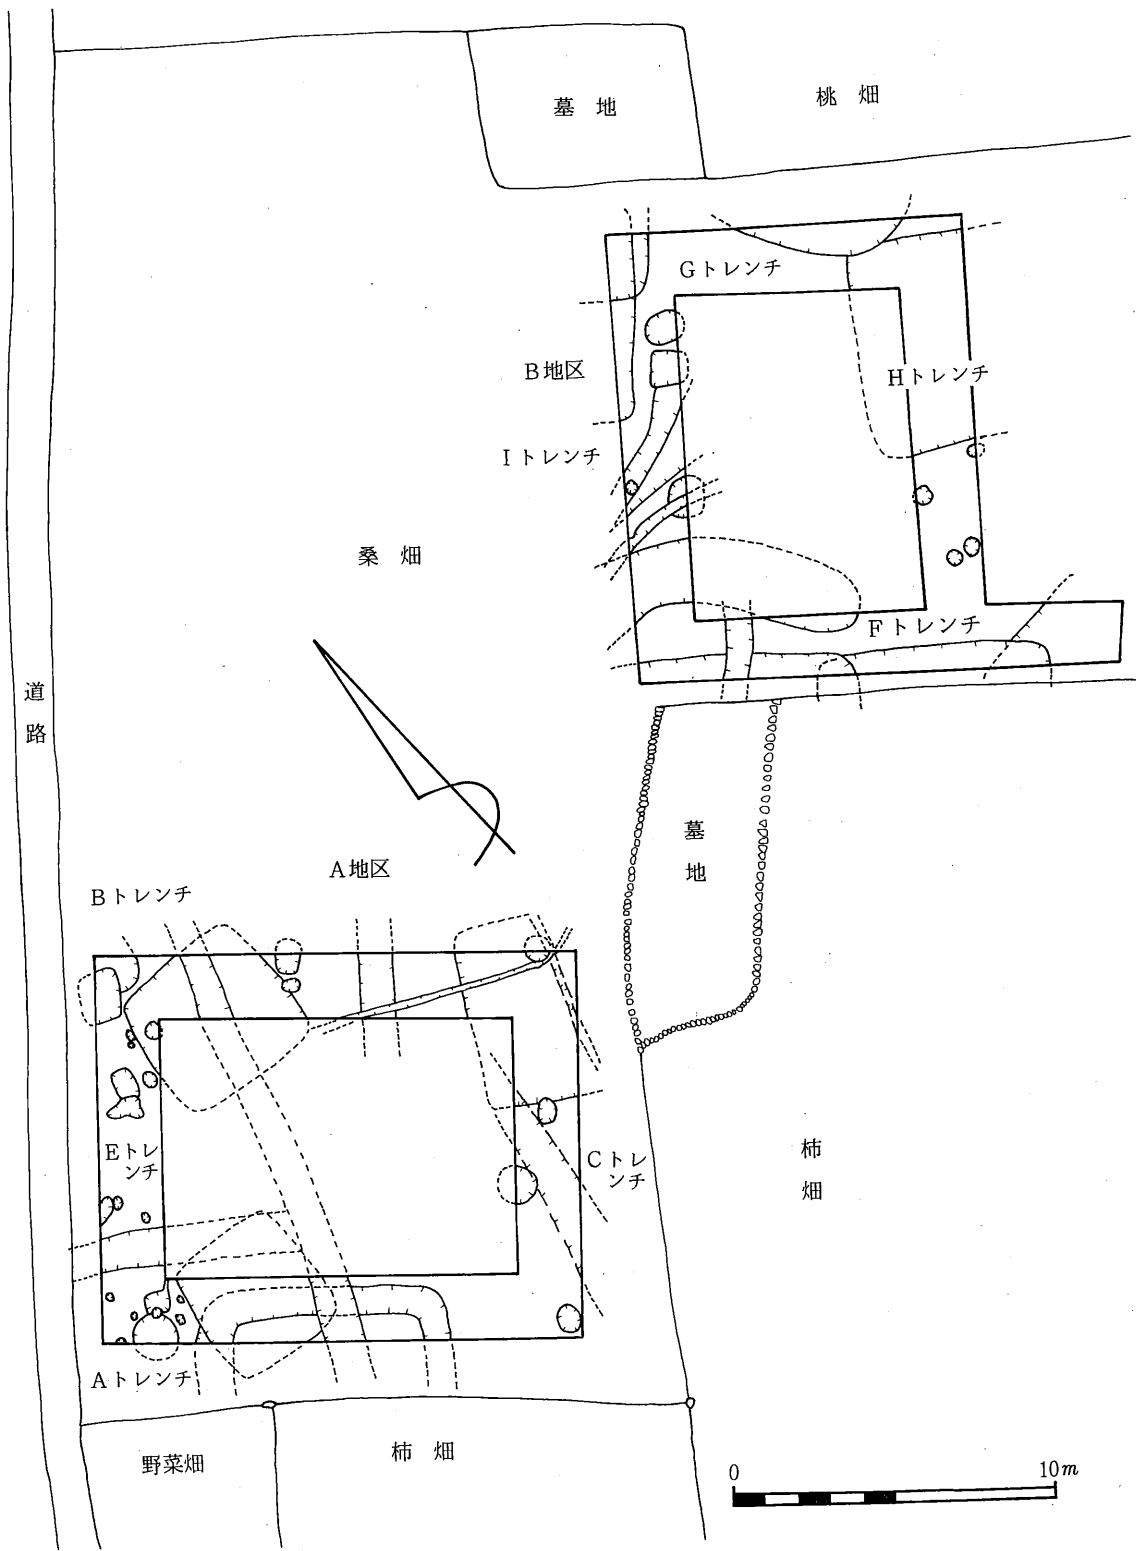 墓地
桃畑
Gトレンチ
B地区
Hトレンチ
Iトレンチ
桑畑
Fトレンチ
道路
墓地
A地区
Bトレンチ
Eトレ
ンチ
Cトレ
ンチ
柿畑
Aトレンチ
野菜畑
柿畑
0
10m